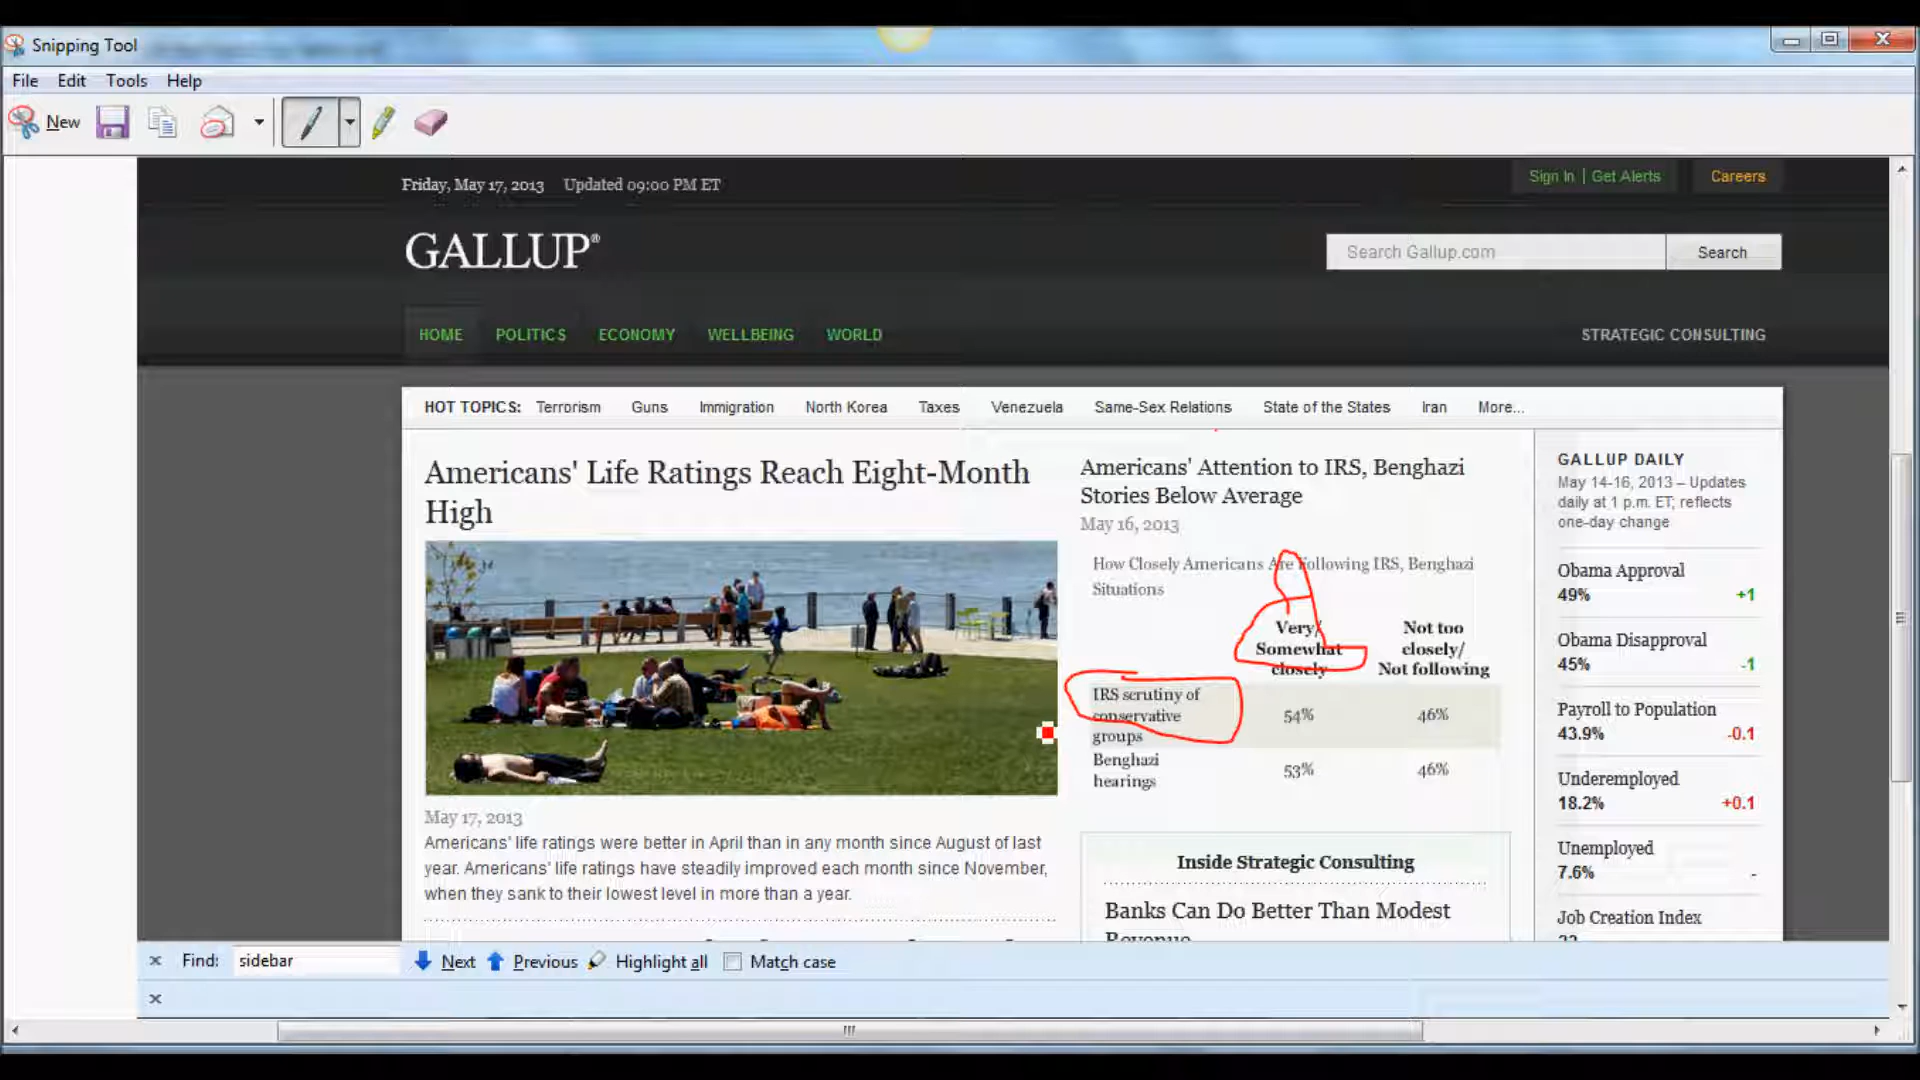 Snipping Tool
File Edit Tools Help
New
Friday, May 17, 2013 Updated 09:00 PM ET
Sign In | Get Alerts Careers
GALLUP®
Search Gallup.com Search
HOME POLITICS ECONOMY WELLBEING WORLD STRATEGIC CONSULTING
HOT TOPICS: Terrorism Guns Immigration North Korea Taxes Venezuela Same-Sex Relations State of the States Iran More...
Americans' Life Ratings Reach Eight-Month
High
May 17, 2013
Americans' life ratings were better in April than in any month since August of last
year. Americans' life ratings have steadily improved each month since November,
when they sank to their lowest level in more than a year.
Americans' Attention to IRS, Benghazi
Stories Below Average
May 16, 2013
How Closely Americans Are Following IRS, Benghazi
Situations
Very/
Somewhat
closely
Not too
closely/
Not following
IRS scrutiny of
conservative
groups
54% 46%
Benghazi
hearings
53% 46%
Inside Strategic Consulting
Banks Can Do Better Than Modest
Revenue
GALLUP DAILY
May 14-16, 2013 – Updates
daily at 1 p.m. ET; reflects
one-day change
Obama Approval
49% +1
Obama Disapproval
45% -1
Payroll to Population
43.9% -0.1
Underemployed
18.2% +0.1
Unemployed
7.6% -
Job Creation Index
Find: sidebar Next Previous Highlight all Match case